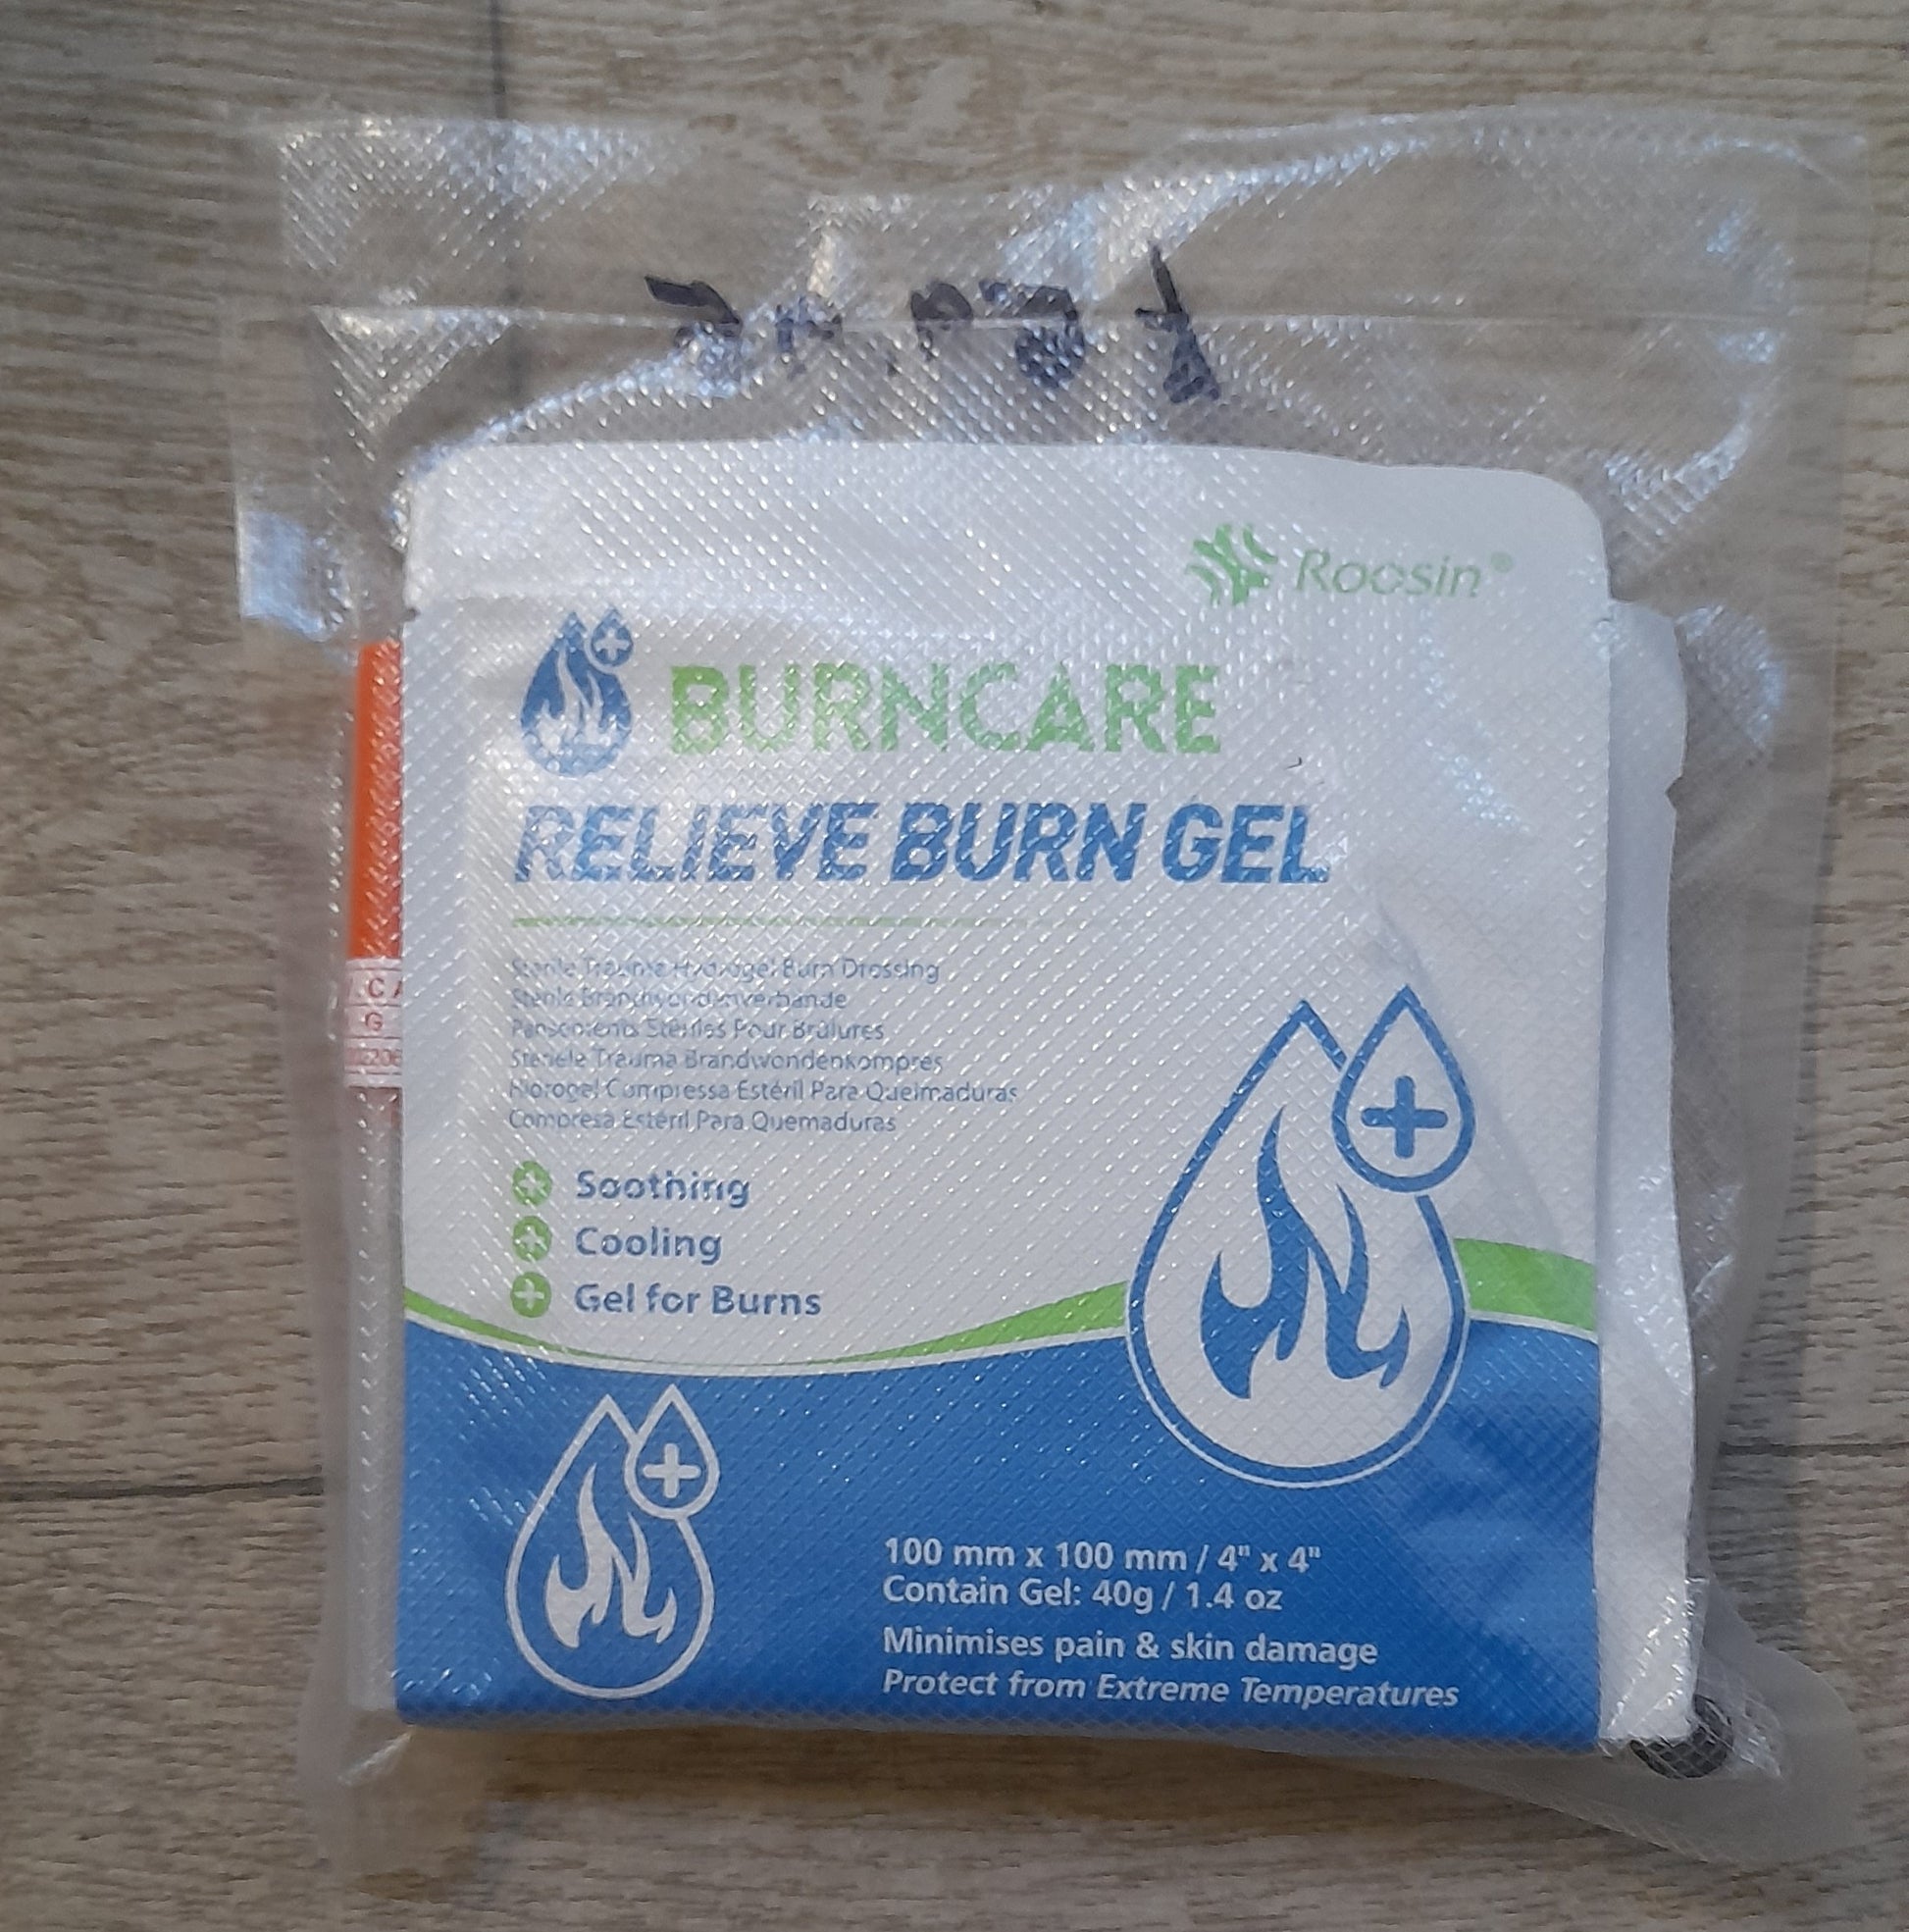 Roosin®
BURNCARE
RELIEVE BURN GEL
Sterile Trauma Hydrogel Burn Dressing
Sterile Brandwondenverbände
Pansements Stériles Pour Brûlures
Steriele Trauma Brandwondenkompres
Hidrogel Compressa Estéril Para Queimaduras
Compresa Estéril Para Quemaduras
Soothing
Cooling
Gel for Burns
100 mm x 100 mm / 4" x 4"
Contain Gel: 40g / 1.4 oz
Minimises pain & skin damage
Protect from Extreme Temperatures
G